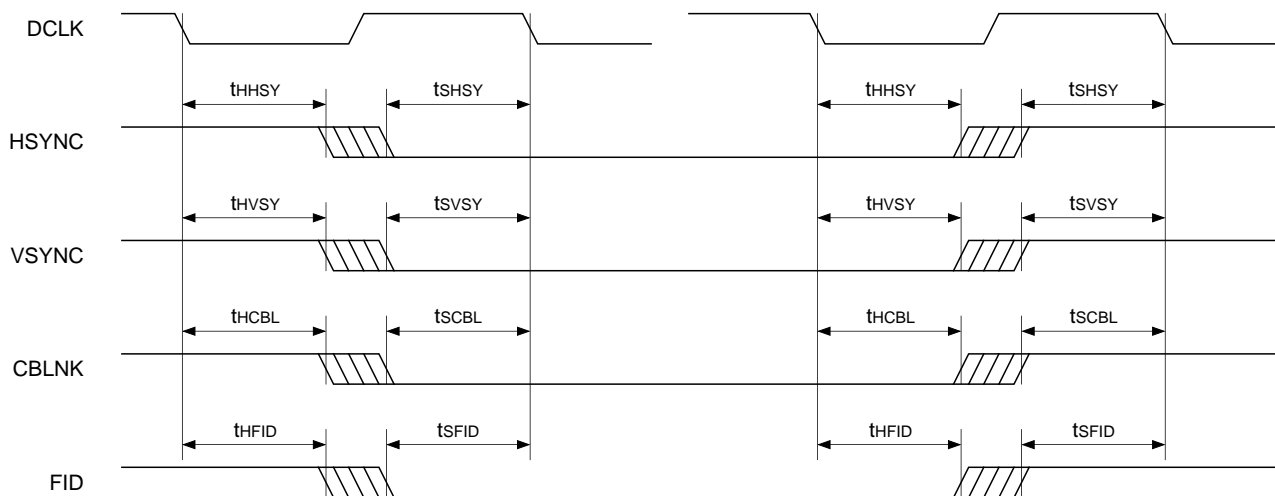 DCLK
tHHSY tSHSY tHHSY tSHSY
HSYNC
tHVSY tSVSY tHVSY tSVSY
VSYNC
tHCBL tSCBL tHCBL tSCBL
CBLNK
tHFID tSFID tHFID tSFID
FID